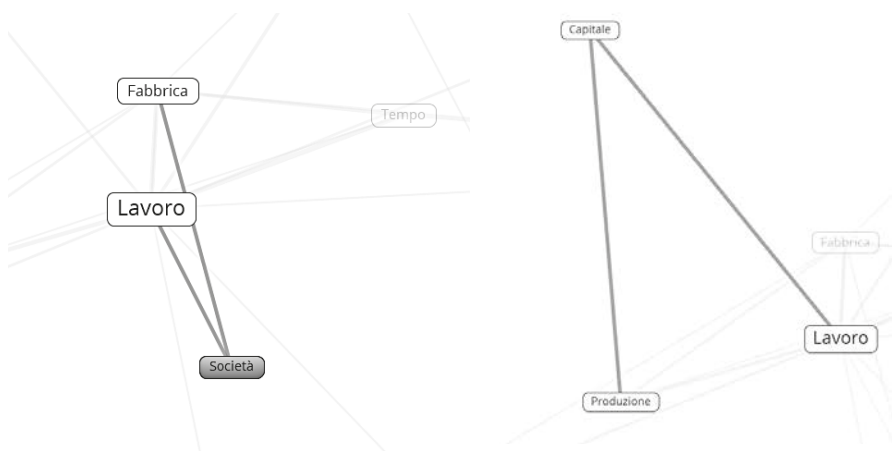 Fabbrica
Tempo
Lavoro
Società
Capitale
Fabbrica
Lavoro
Produzione